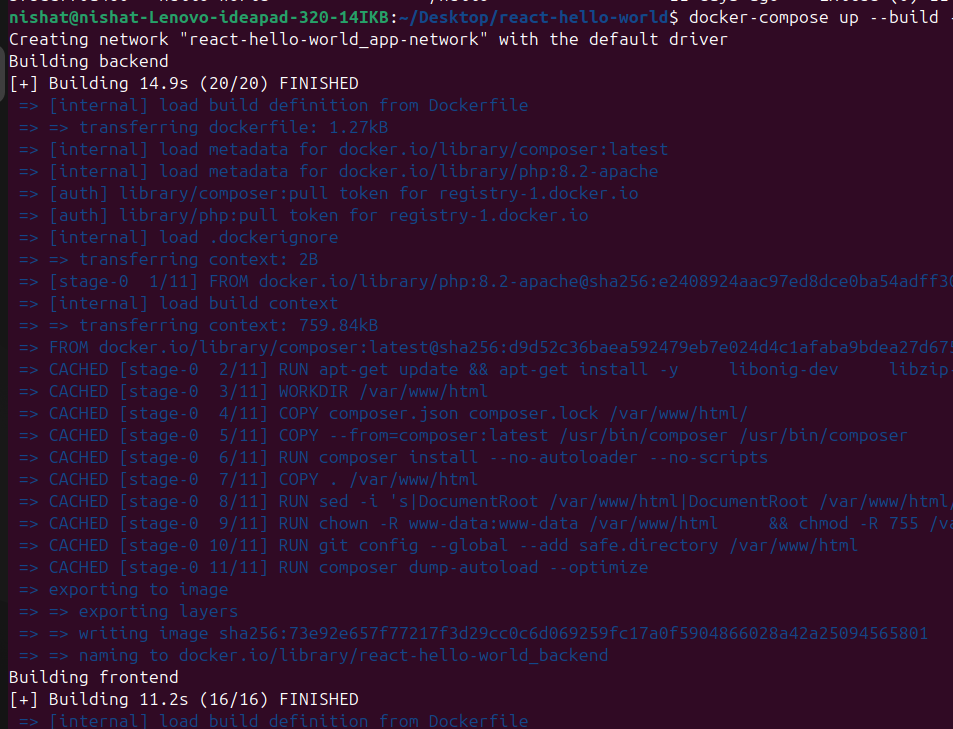 nishat@nishat-Lenovo-ideapad-320-14IKB:~/Desktop/react-hello-world$ docker-compose up --build -
Creating network "react-hello-world_app-network" with the default driver
Building backend
[+] Building 14.9s (20/20) FINISHED
=> [internal] load build definition from Dockerfile
=> => transferring dockerfile: 1.27kB
=> [internal] load metadata for docker.io/library/composer:latest
=> [internal] load metadata for docker.io/library/php:8.2-apache
=> [auth] library/composer:pull token for registry-1.docker.io
=> [auth] library/php:pull token for registry-1.docker.io
=> [internal] load .dockerignore
=> => transferring context: 2B
=> [stage-0  1/11] FROM docker.io/library/php:8.2-apache@sha256:e2408924aac97ed8dce0ba54adff30
=> [internal] load build context
=> => transferring context: 759.84kB
=> FROM docker.io/library/composer:latest@sha256:d9d52c36baea592479eb7e024d4c1afaba9bdea27d675
=> CACHED [stage-0  2/11] RUN apt-get update && apt-get install -y     libonig-dev     libzip-
=> CACHED [stage-0  3/11] WORKDIR /var/www/html
=> CACHED [stage-0  4/11] COPY composer.json composer.lock /var/www/html/
=> CACHED [stage-0  5/11] COPY --from=composer:latest /usr/bin/composer /usr/bin/composer
=> CACHED [stage-0  6/11] RUN composer install --no-autoloader --no-scripts
=> CACHED [stage-0  7/11] COPY . /var/www/html
=> CACHED [stage-0  8/11] RUN sed -i 's|DocumentRoot /var/www/html|DocumentRoot /var/www/html/
=> CACHED [stage-0  9/11] RUN chown -R www-data:www-data /var/www/html     && chmod -R 755 /va
=> CACHED [stage-0 10/11] RUN git config --global --add safe.directory /var/www/html
=> CACHED [stage-0 11/11] RUN composer dump-autoload --optimize
=> exporting to image
=> => exporting layers
=> => writing image sha256:73e92e657f77217f3d29cc0c6d069259fc17a0f5904866028a42a25094565801
=> => naming to docker.io/library/react-hello-world_backend
Building frontend
[+] Building 11.2s (16/16) FINISHED
=> [internal] load build definition from Dockerfile